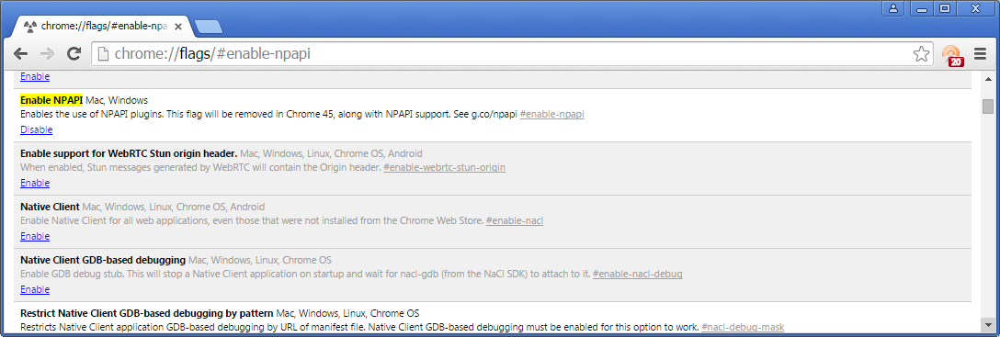 chrome://flags/#enable-npa
chrome://flags/#enable-npapi
20
Enable
Enable NPAPI Mac, Windows
Enables the use of NPAPI plugins. This flag will be removed in Chrome 45, along with NPAPI support. See g.co/npapi #enable-npapi
Disable
Enable support for WebRTC Stun origin header. Mac, Windows, Linux, Chrome OS, Android
When enabled, Stun messages generated by WebRTC will contain the Origin header. #enable-webrtc-stun-origin
Enable
Native Client Mac, Windows, Linux, Chrome OS, Android
Enable Native Client for all web applications, even those that were not installed from the Chrome Web Store. #enable-nacl
Enable
Native Client GDB-based debugging Mac, Windows, Linux, Chrome OS
Enable GDB debug stub. This will stop a Native Client application on startup and wait for nacl-gdb (from the NaCl SDK) to attach to it. #enable-nacl-debug
Enable
Restrict Native Client GDB-based debugging by pattern Mac, Windows, Linux, Chrome OS
Restricts Native Client application GDB-based debugging by URL of manifest file. Native Client GDB-based debugging must be enabled for this option to work. #nacl-debug-mask